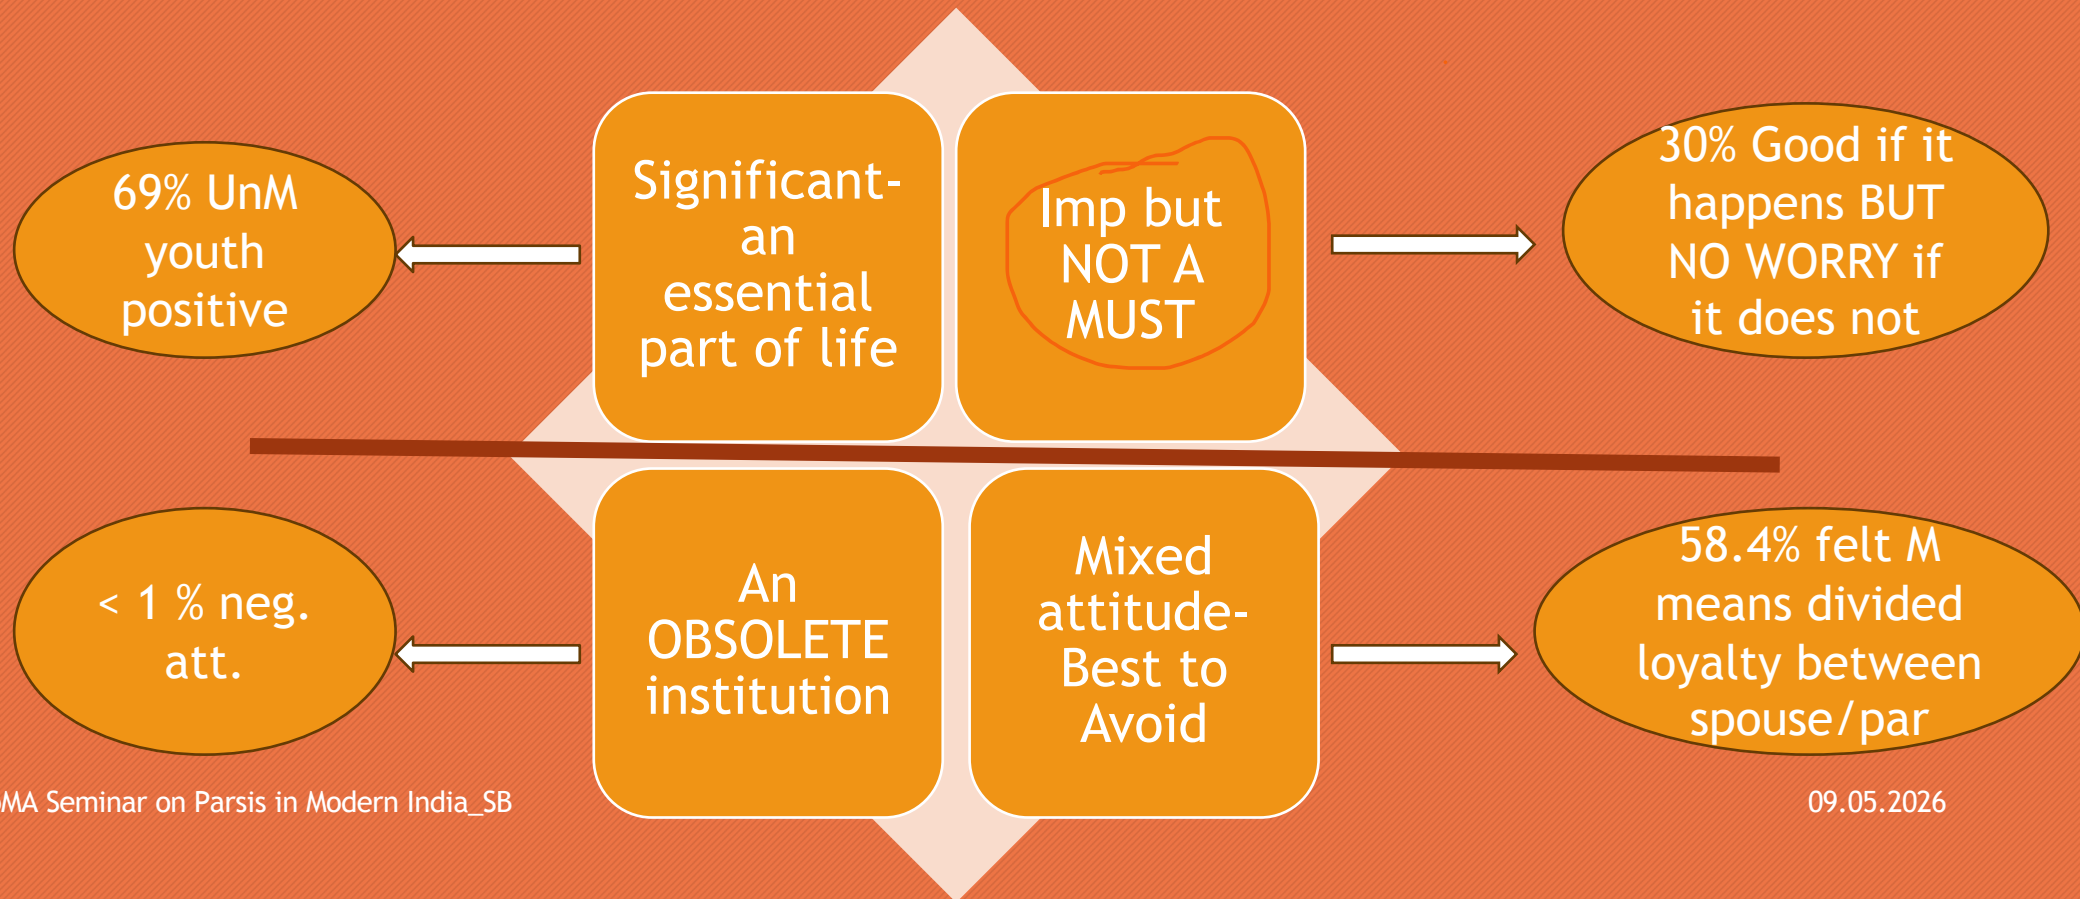 69% UnM
youth
positive
Significant-
an
essential
part of life
Imp but
NOT A
MUST
30% Good if it
happens BUT
NO WORRY if
it does not
< 1 % neg.
att.
An
OBSOLETE
institution
Mixed
attitude-
Best to
Avoid
58.4% felt M
means divided
loyalty between
spouse/par
MA Seminar on Parsis in Modern India_SB
09.05.2026